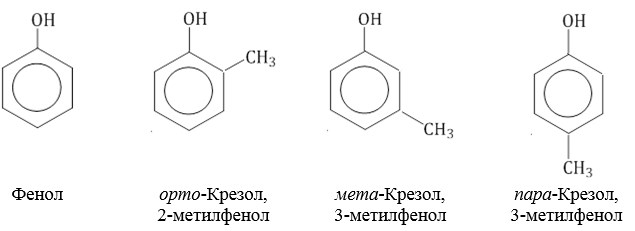 OH
OH
CH3
OH
CH3
OH
CH3
Фенол
орто-Крезол,
2-метилфенол
мета-Крезол,
3-метилфенол
пара-Крезол,
3-метилфенол